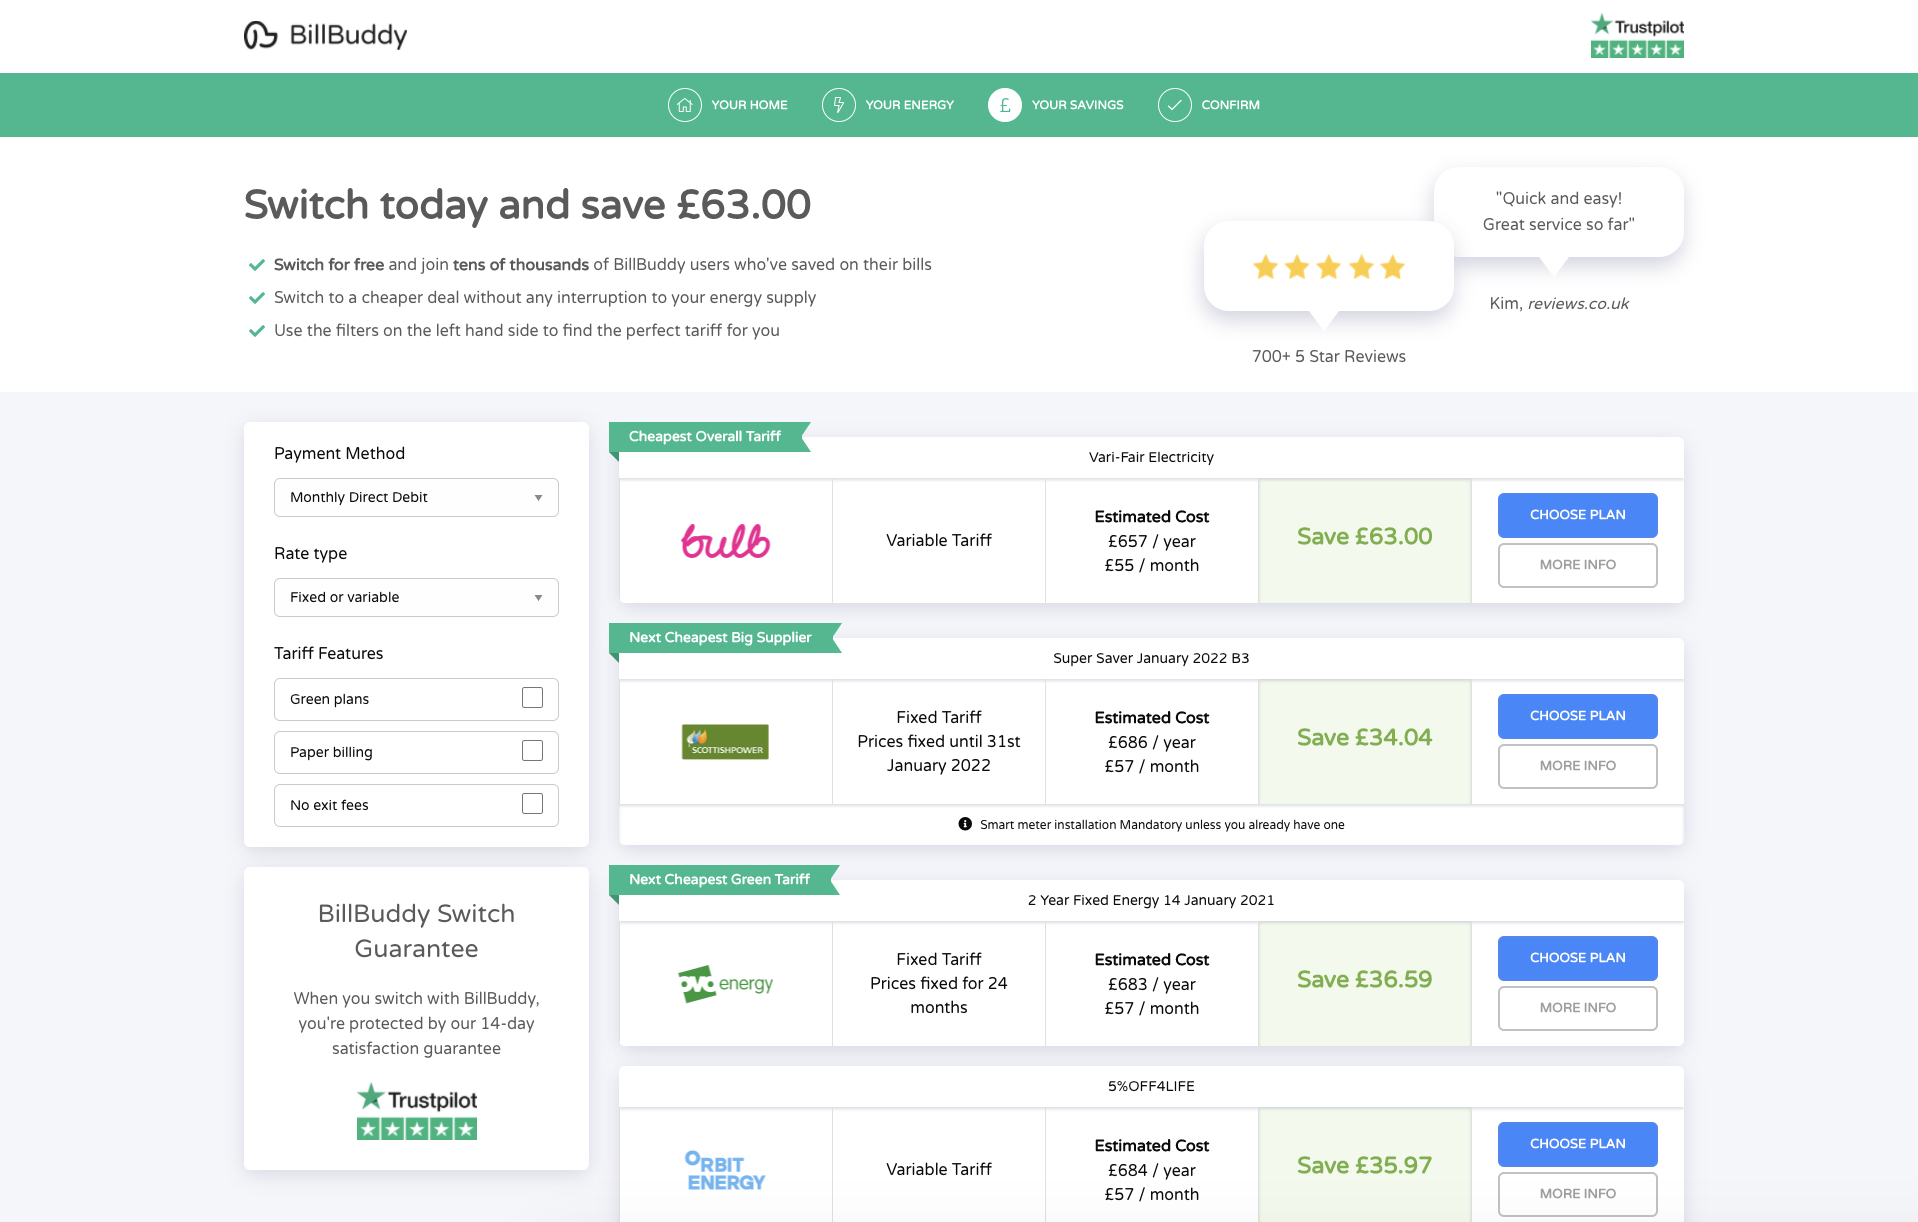 BillBuddy
Trustpilot
YOUR HOME
YOUR ENERGY
£
YOUR SAVINGS
CONFIRM
Switch today and save £63.00
Switch for free and join tens of thousands of BillBuddy users who've saved on their bills
Switch to a cheaper deal without any interruption to your energy supply
Use the filters on the left hand side to find the perfect tariff for you
"Quick and easy!
Great service so far"
Kim, reviews.co.uk
700+ 5 Star Reviews
Payment Method
Monthly Direct Debit
Rate type
Fixed or variable
Tariff Features
Green plans
Paper billing
No exit fees
BillBuddy Switch
Guarantee
When you switch with BillBuddy,
you're protected by our 14-day
satisfaction guarantee
Trustpilot
Cheapest Overall Tariff
Vari-Fair Electricity
bulb
Variable Tariff
Estimated Cost
£657 / year
£55 / month
Save £63.00
CHOOSE PLAN
MORE INFO
Next Cheapest Big Supplier
Super Saver January 2022 B3
SCOTTISHPOWER
Fixed Tariff
Prices fixed until 31st
January 2022
Estimated Cost
£686 / year
£57 / month
Save £34.04
CHOOSE PLAN
MORE INFO
Smart meter installation Mandatory unless you already have one
Next Cheapest Green Tariff
2 Year Fixed Energy 14 January 2021
ovo energy
Fixed Tariff
Prices fixed for 24
months
Estimated Cost
£683 / year
£57 / month
Save £36.59
CHOOSE PLAN
MORE INFO
5%OFF4LIFE
ORBIT
ENERGY
Variable Tariff
Estimated Cost
£684 / year
£57 / month
Save £35.97
CHOOSE PLAN
MORE INFO